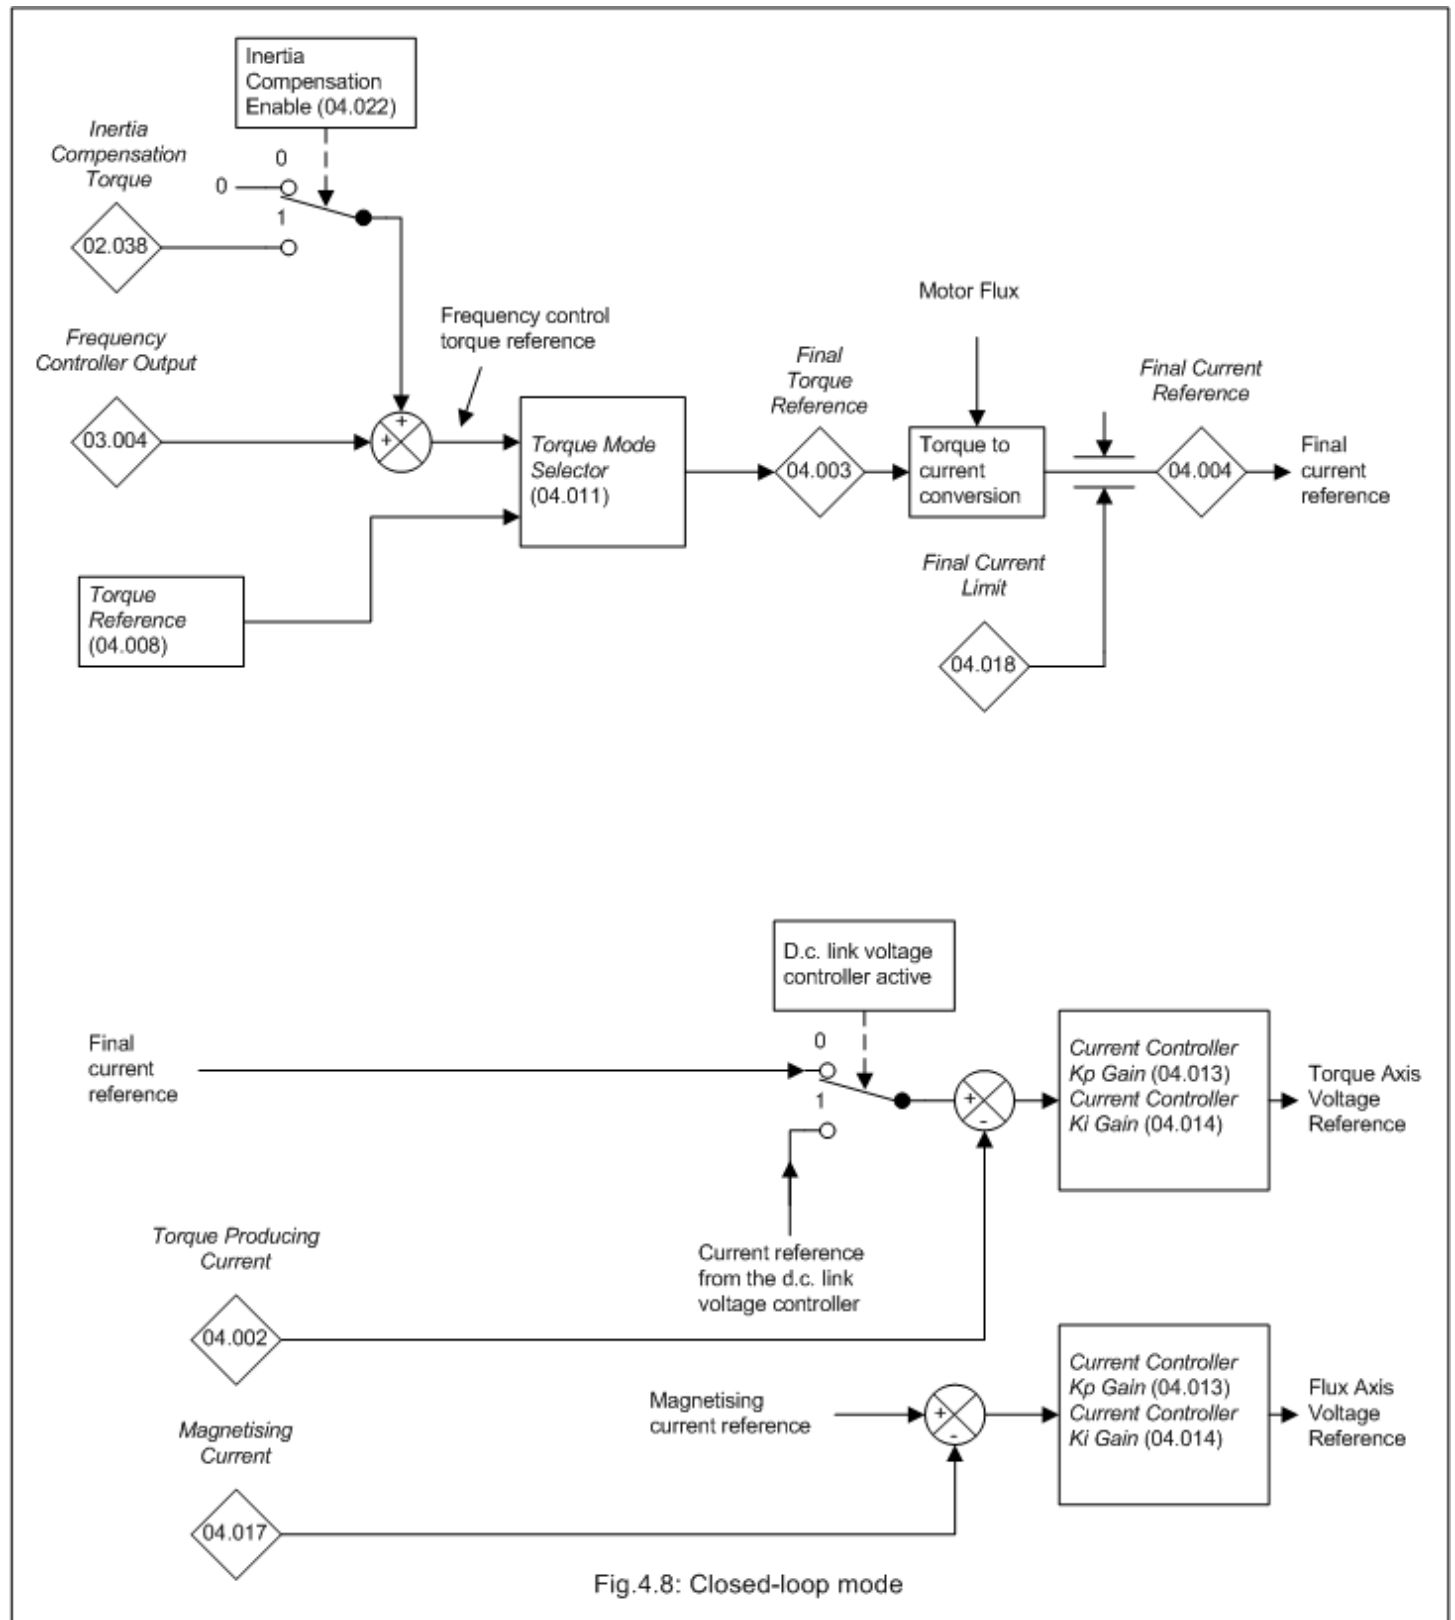 Inertia
Compensation
Enable (04.022)
Inertia
Compensation
Torque
0
0
1
02.038
Frequency
Controller Output
03.004
+
+
Frequency control
torque reference
Torque Mode
Selector
(04.011)
Torque
Reference
(04.008)
Final
Torque
Reference
04.003
Motor Flux
Torque to
current
conversion
Final Current
Reference
04.004
Final
current
reference
Final Current
Limit
04.018
D.c. link voltage
controller active
Final
current
reference
0
1
+
-
Current Controller
Kp Gain (04.013)
Current Controller
Ki Gain (04.014)
Torque Axis
Voltage
Reference
Current reference
from the d.c. link
voltage controller
Torque Producing
Current
04.002
Magnetising
current reference
+
-
Current Controller
Kp Gain (04.013)
Current Controller
Ki Gain (04.014)
Flux Axis
Voltage
Reference
Magnetising
Current
04.017
Fig.4.8: Closed-loop mode